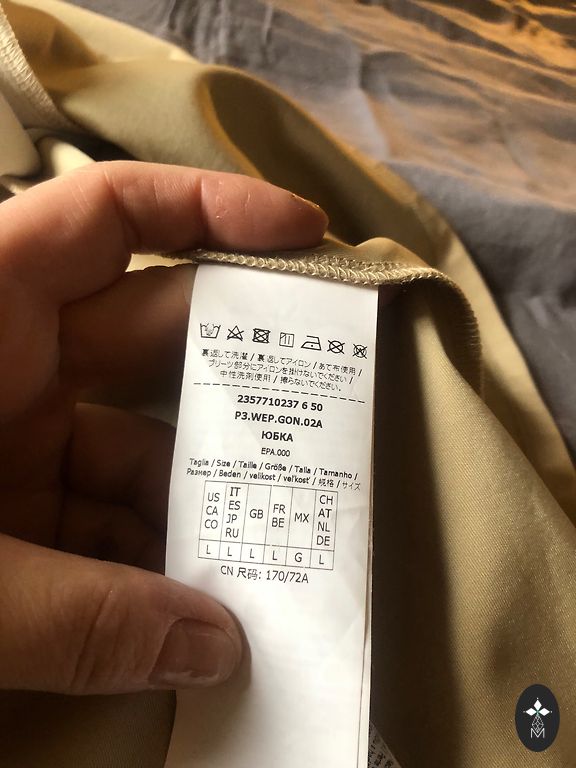 裏返して洗濯 / 裏返してアイロン / あて布使用 /
プリーツ部分にアイロンを掛けないでください /
中性洗剤使用 / 擦らないでください.
2357710237 6 50
P3.WEP.GON.02A
ЮБКА
EPA.000
Taglia / Size / Taille / Größe / Talla / Tamanho /
Размер / Beden / velikost / veľkosť / 规格 / サイズ
US CA CO IT ES JP RU GB FR BE MX CH AT NL DE
L L L L G L
CN 尺码: 170/72A
M